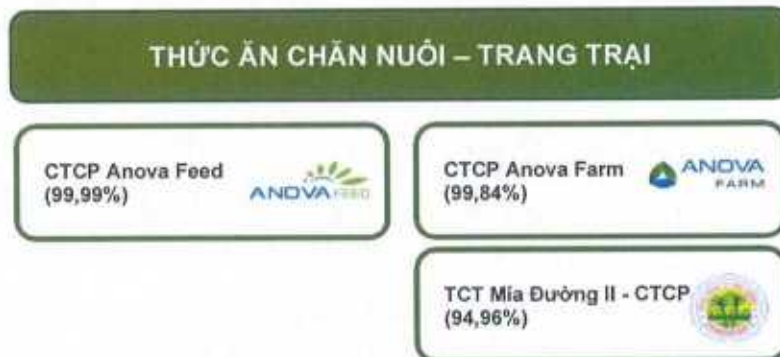 THỨC ĂN CHĂN NUÔI – TRANG TRẠI
CTCP Anova Feed
(99,99%)
ANOVA FEED
CTCP Anova Farm
(99,84%)
ANOVA
FARM
TCT Mía Đường II - CTCP
(94,96%)